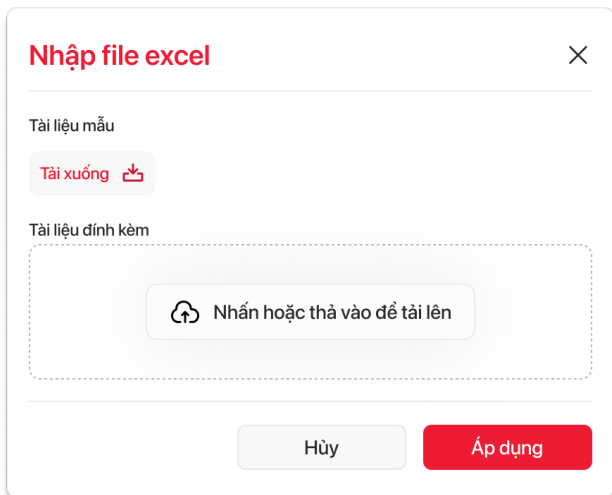 Nhập file excel
Tài liệu mẫu
Tải xuống
Tài liệu đính kèm
Nhấn hoặc thả vào để tải lên
Hủy
Áp dụng